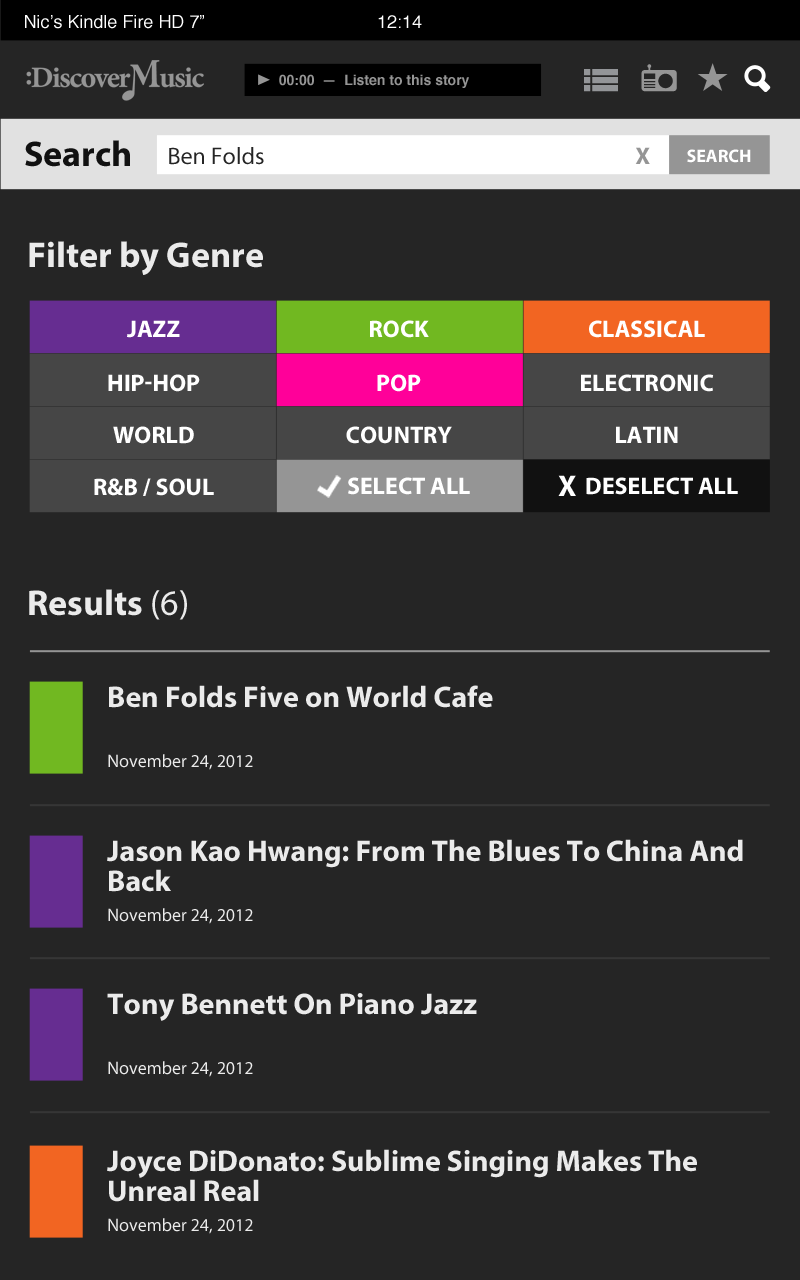 Nic’s Kindle Fire HD 7” 12:14
:DiscoverMusic 00:00 — Listen to this story
Search Ben Folds X SEARCH
Filter by Genre
JAZZ ROCK CLASSICAL
HIP-HOP POP ELECTRONIC
WORLD COUNTRY LATIN
R&B / SOUL SELECT ALL X DESELECT ALL
Results (6)
Ben Folds Five on World Cafe
November 24, 2012
Jason Kao Hwang: From The Blues To China And
Back
November 24, 2012
Tony Bennett On Piano Jazz
November 24, 2012
Joyce DiDonato: Sublime Singing Makes The
Unreal Real
November 24, 2012